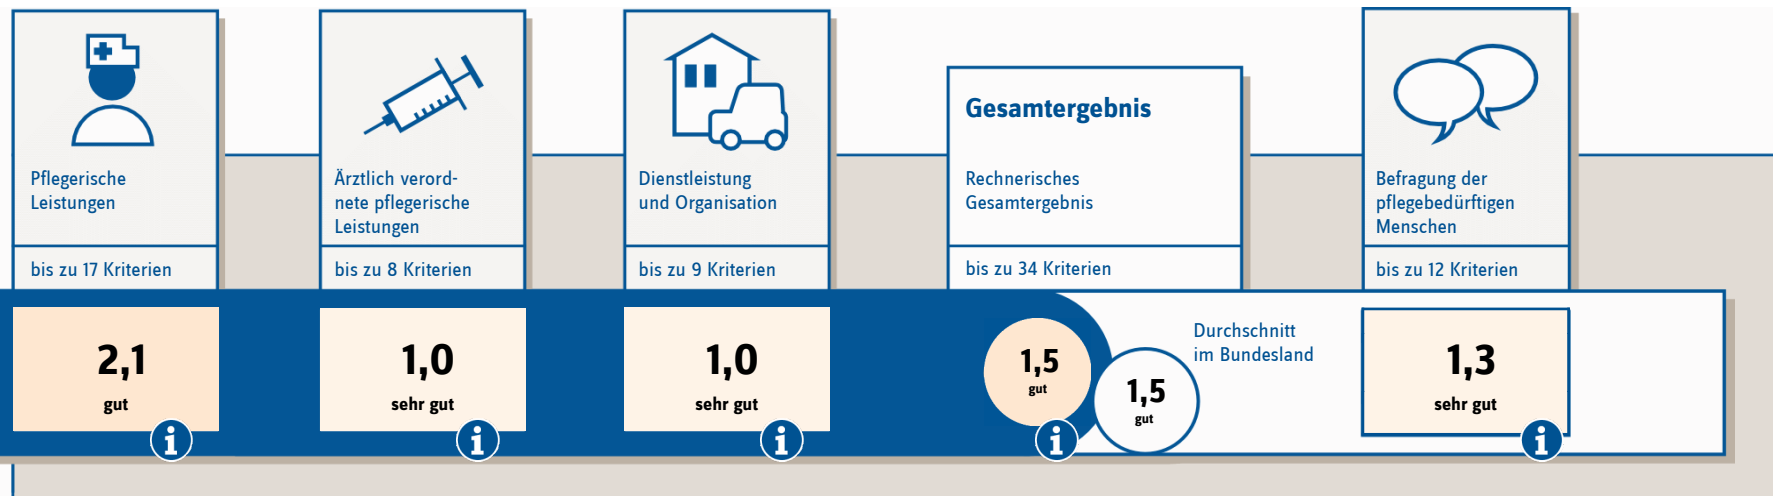 Pflegerische
Leistungen
bis zu 17 Kriterien
2,1
gut
i
Ärztlich verord-
nete pflegerische
Leistungen
bis zu 8 Kriterien
1,0
sehr gut
i
Dienstleistung
und Organisation
bis zu 9 Kriterien
1,0
sehr gut
i
Gesamtergebnis
Rechnerisches
Gesamtergebnis
bis zu 34 Kriterien
1,5
gut
i
1,5
gut
Durchschnitt
im Bundesland
Befragung der
pflegebedürftigen
Menschen
bis zu 12 Kriterien
1,3
sehr gut
i